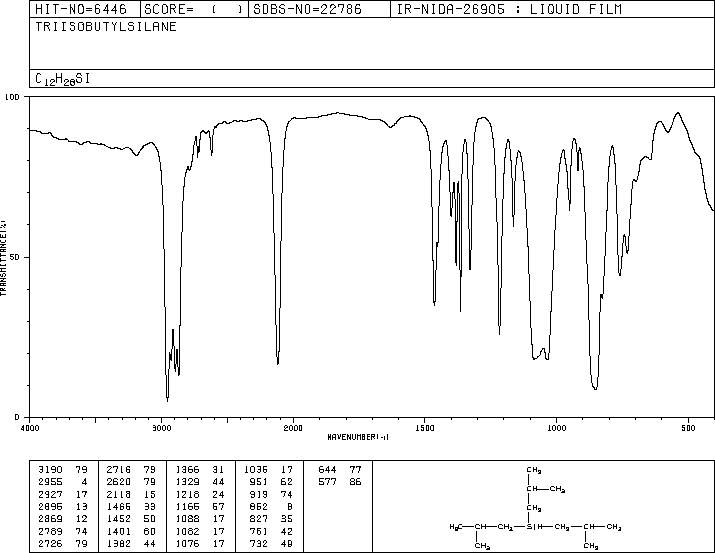 HIT-NO=6446 SCORE= ( ) SDBS-NO=22786 IR-NIDA-26905 : LIQUID FILM
TRIISOBUTYLSILANE
C12H28SI
100
50
0
TRANSMITTANCE(%)
4000 3000 2000 1500 1000 500
WAVENUMBER(-1)
3190 79 2716 79 1366 31 1036 17 644 77
2955 4 2620 79 1329 44 951 62 577 86
2927 17 2118 15 1218 24 919 74
2895 13 1466 33 1165 57 852 8
2869 12 1452 50 1088 17 827 35
2789 74 1401 60 1082 17 761 42
2726 79 1382 44 1076 17 732 49
CH3
CH—CH3
CH2
H3C—CH—CH2—SIH—CH2—CH—CH3
CH3 CH3